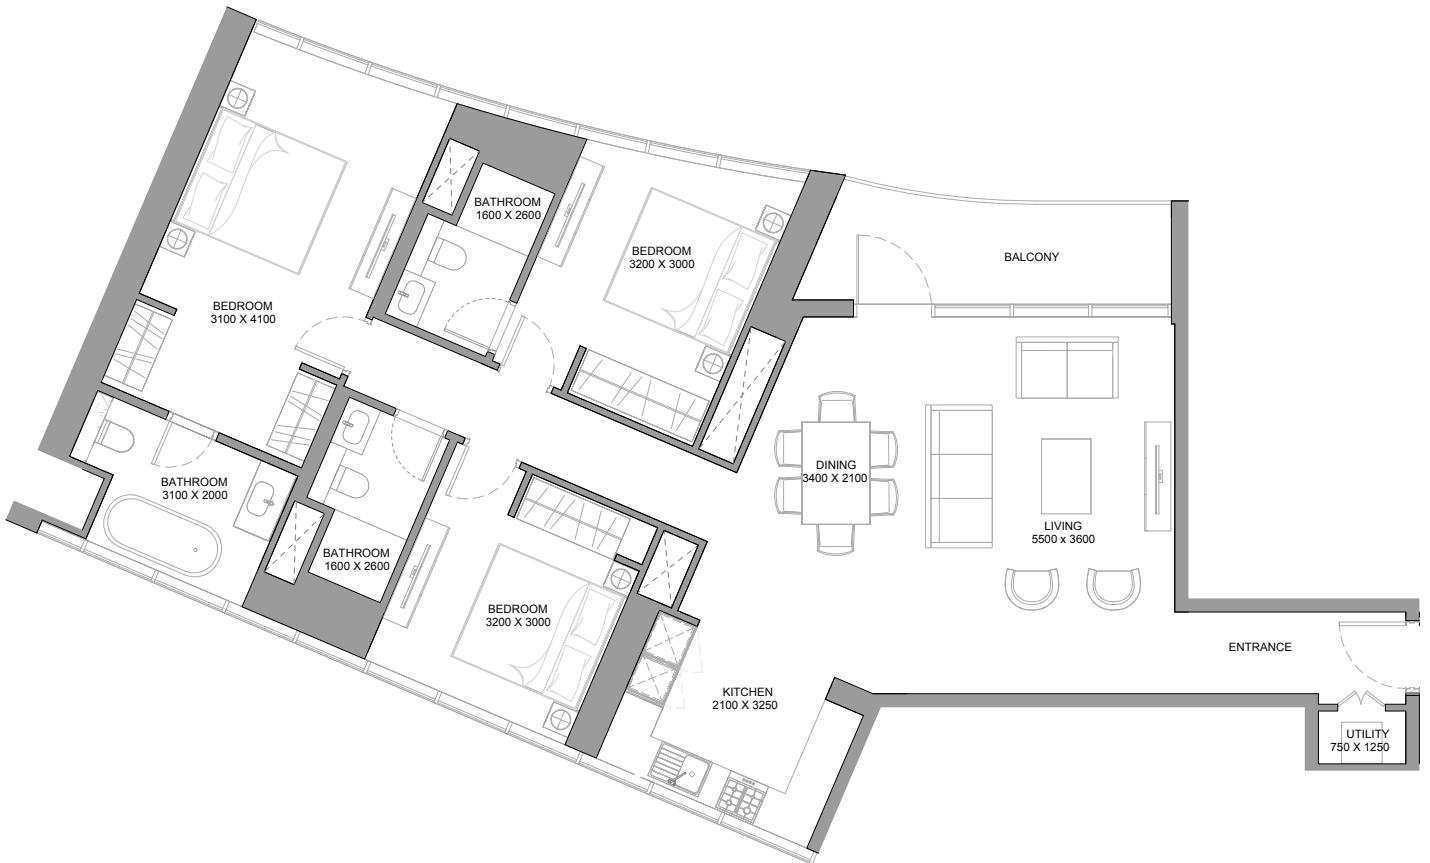 BATHROOM
1600 X 2600
BEDROOM
3200 X 3000
BALCONY
BEDROOM
3100 X 4100
DINING
3400 X 2100
BATHROOM
3100 X 2000
LIVING
5500 x 3600
BATHROOM
1600 X 2600
BEDROOM
3200 X 3000
ENTRANCE
KITCHEN
2100 X 3250
UTILITY
750 X 1250